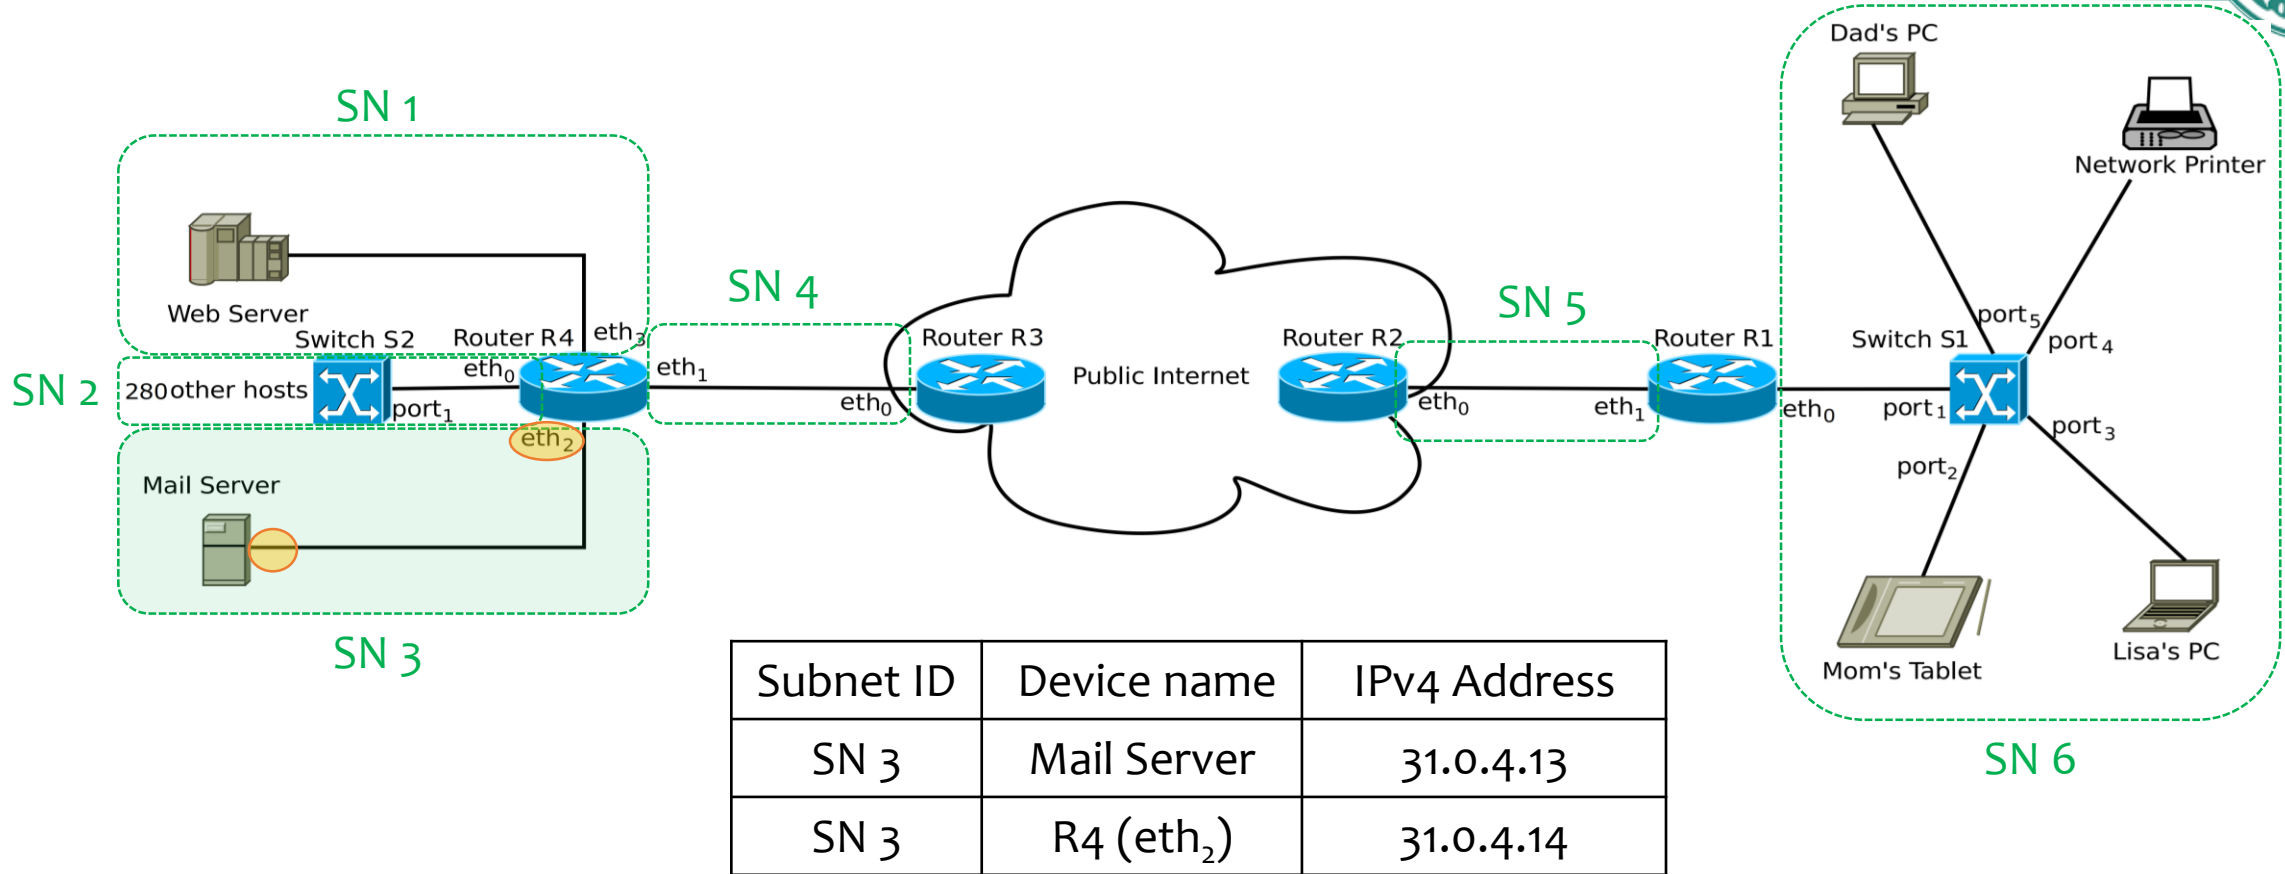 Dad's PC
Network Printer
SN 1
Web Server
Switch S2
Router R4
eth3
SN 4
Router R3
Public Internet
Router R2
SN 5
Router R1
Switch S1
port5
port4
SN 2
280 other hosts
port1
eth0
eth1
eth0
eth0
eth1
eth0
port1
port3
eth2
port2
Mail Server
SN 3
Mom's Tablet
Lisa's PC
SN 6
Subnet ID Device name IPv4 Address
SN 3 Mail Server 31.0.4.13
SN 3 R4 (eth2) 31.0.4.14